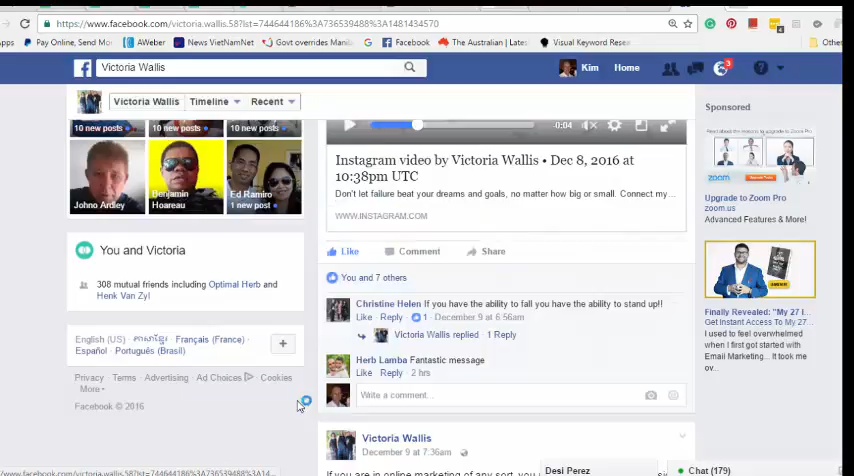 https://www.facebook.com/victoria.wallis.58?lst=744644186%3A736539488%3A1481434570
Apps
Pay Online, Send Mo
AWeber
News VietNamNet
Govt overrides Manila
Facebook
The Australian | Lates
Visual Keyword Rese
Other
Victoria Wallis
Kim
Home
3
Victoria Wallis
Timeline
Recent
10 new posts
10 new posts
10 new posts
Johno Ardley
Benjamin
Hoareau
Ed Ramiro
1 new post
-0:04
Instagram video by Victoria Wallis • Dec 8, 2016 at
10:38pm UTC
Don't let failure beat your dreams and goals, no matter how big or small. Connect my...
WWW.INSTAGRAM.COM
Like
Comment
Share
You and 7 others
Christine Helen If you have the ability to fall you have the ability to stand up!!
Like · Reply · 1 · December 9 at 6:56am
Victoria Wallis replied · 1 Reply
Herb Lamba Fantastic message
Like · Reply · 2 hrs
Write a comment...
Victoria Wallis
December 9 at 7:36am
You and Victoria
308 mutual friends including Optimal Herb and
Henk Van Zyl
English (US) · ភាសាខ្មែរ · Français (France) ·
Español · Português (Brasil)
Privacy · Terms · Advertising · Ad Choices · Cookies ·
More
Facebook © 2016
Sponsored
zoom
Upgrade to Zoom Pro
zoom.us
Advanced Features & More!
Finally Revealed: "My 27 I...
Get Instant Access To My 27...
I used to feel overwhelmed
when I first got started with
Email Marketing... It took me
ov...
Desi Perez
Chat (179)